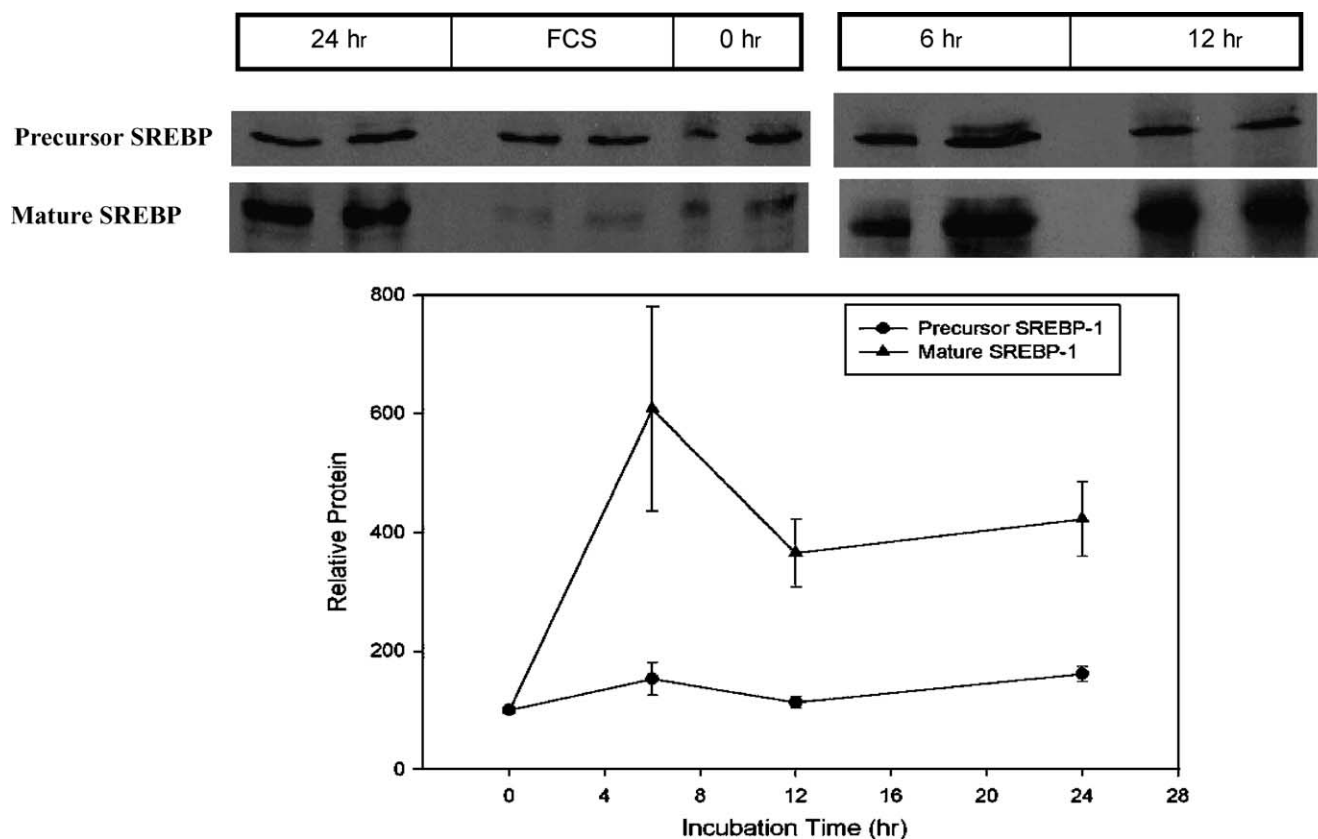 24 hr FCS 0 hr 6 hr 12 hr
Precursor SREBP
Mature SREBP
800
Precursor SREBP-1
Mature SREBP-1
600
400
200
0
Relative Protein
0 4 8 12 16 20 24 28
Incubation Time (hr)